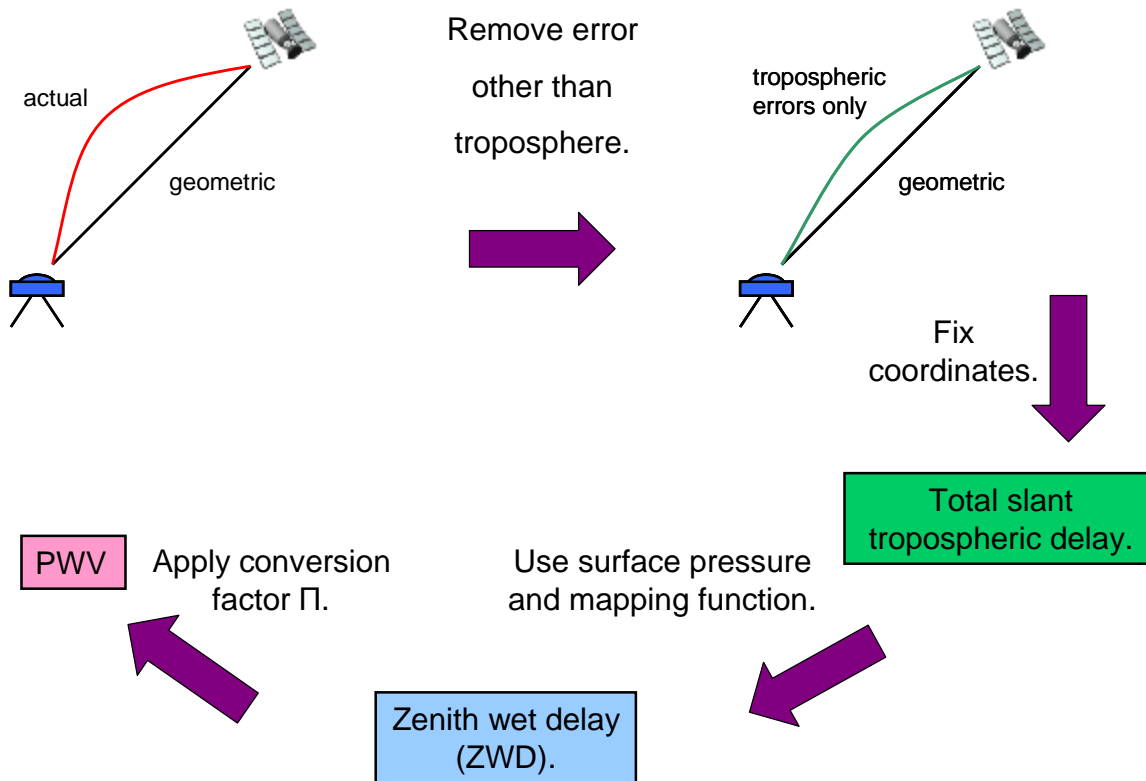 actual
geometric
Remove error
other than
troposphere.
tropospheric
errors only
geometric
Fix
coordinates.
Total slant
tropospheric delay.
Use surface pressure
and mapping function.
Zenith wet delay
(ZWD).
Apply conversion
factor Π.
PWV